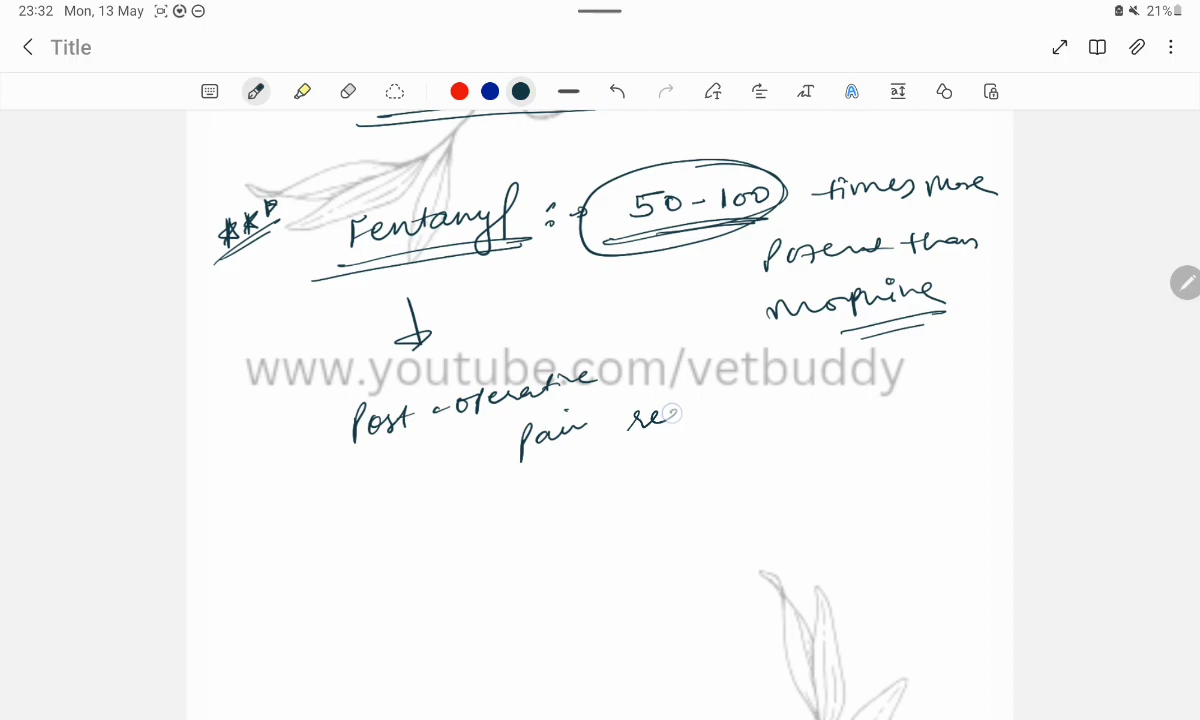 23:32 Mon, 13 May 21%
Title
*** Fentanyl : 50-100 times more
Potent than
morphine
www.youtube.com/vetbuddy
Post-operative
pain re